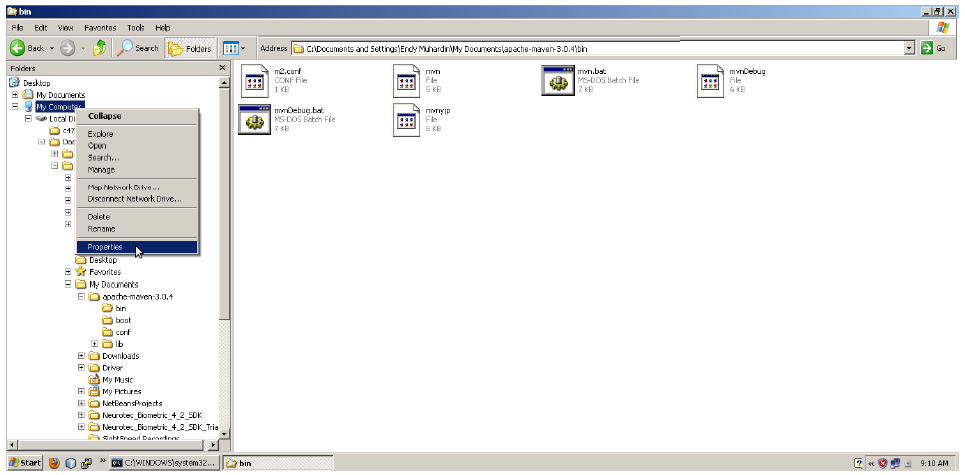 bin
File Edit View Favorites Tools Help
Back Search Folders Address C:\Documents and Settings\Endy Muhardin\My Documents\apache-maven-3.0.4\bin Go
Folders
Desktop
My Documents
My Computer
Local Di
c47
Doc
Collapse
Explore
Open
Search...
Manage
Map Network Drive...
Disconnect Network Drive...
Delete
Rename
Properties
Desktop
Favorites
My Documents
apache-maven-3.0.4
bin
boot
conf
lib
Downloads
Driver
My Music
My Pictures
NetBeansProjects
Neurotec_Biometric_4_2_SDK
Neurotec_Biometric_4_2_SDK_Tria
SightSpeed Recordings
m2.conf
CONF File
1 KB
mvn
File
5 KB
mvn.bat
MS-DOS Batch File
7 KB
mvnDebug
File
6 KB
mvnDebug.bat
MS-DOS Batch File
7 KB
mvnyjp
File
6 KB
Start C:\WINDOWS\system32... bin 9:10 AM